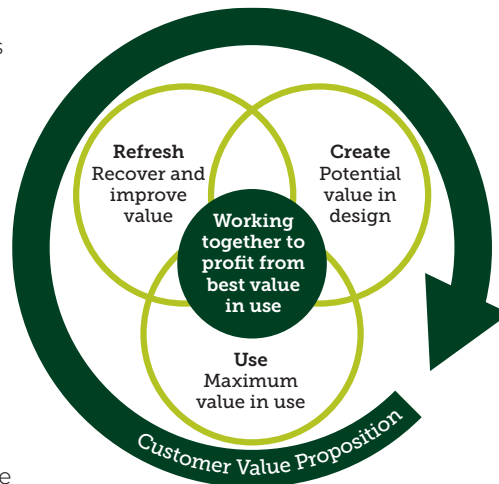 s
Refresh
Recover and
improve
value
Create
Potential
value in
design
Working
together to
profit from
best value
in use
Use
Maximum
value in use
Customer Value Proposition
e